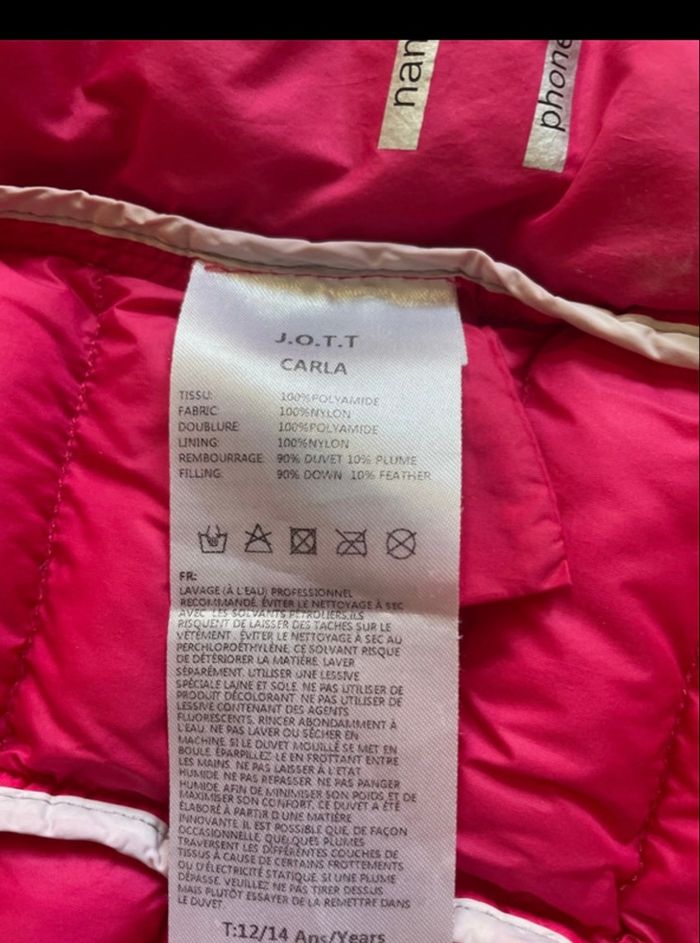 nam
phone
J.O.T.T
CARLA
TISSU: 100%POLYAMIDE
FABRIC: 100%NYLON
DOUBLURE: 100%POLYAMIDE
LINING: 100%NYLON
REMBOURRAGE: 90% DUVET 10% PLUME
FILLING: 90% DOWN 10% FEATHER
FR:
LAVAGE (À L'EAU) PROFESSIONNEL
RECOMMANDÉ. ÉVITER LE NETTOYAGE À SEC
AVEC LES SOLVANTS PÉTROLIERS,ILS
RISQUENT DE LAISSER DES TACHES SUR LE
VÊTEMENT . ÉVITER LE NETTOYAGE À SEC AU
PERCHLOROÉTHYLÈNE, CE SOLVANT RISQUE
DE DÉTÉRIORER LA MATIÈRE. LAVER
SÉPARÉMENT. UTILISER UNE LESSIVE
SPÉCIALE LAINE ET SOIE. NE PAS UTILISER DE
PRODUIT DÉCOLORANT. NE PAS UTILISER DE
LESSIVE CONTENANT DES AGENTS
FLUORESCENTS. RINCER ABONDAMMENT À
L'EAU. NE PAS LAVER OU SÉCHER EN
MACHINE. SI LE DUVET MOUILLÉ SE MET EN
BOULE, ÉPARPILLEZ-LE EN FROTTANT ENTRE
LES MAINS. NE PAS LAISSER À L'ETAT
HUMIDE. NE PAS REPASSER. NE PAS PANGER
HUMIDE. AFIN DE MINIMISER SON POIDS ET DE
MAXIMISER SON CONFORT, CE DUVET A ÉTÉ
ÉLABORÉ À PARTIR D'UNE MATIÈRE
INNOVANTE. IL EST POSSIBLE QUE, DE FAÇON
OCCASIONNELLE, QUELQUES PLUMES
TRAVERSENT LES DIFFÉRENTES COUCHES DE
TISSUS À CAUSE DE CERTAINS FROTTEMENTS
OU D'ÉLECTRICITÉ STATIQUE. SI UNE PLUME
DÉPASSE, VEUILLEZ NE PAS TIRER DESSUS
MAIS PLUTÔT ESSAYER DE LA REMETTRE DANS
LE DUVET.
T:12/14 Ans/Years